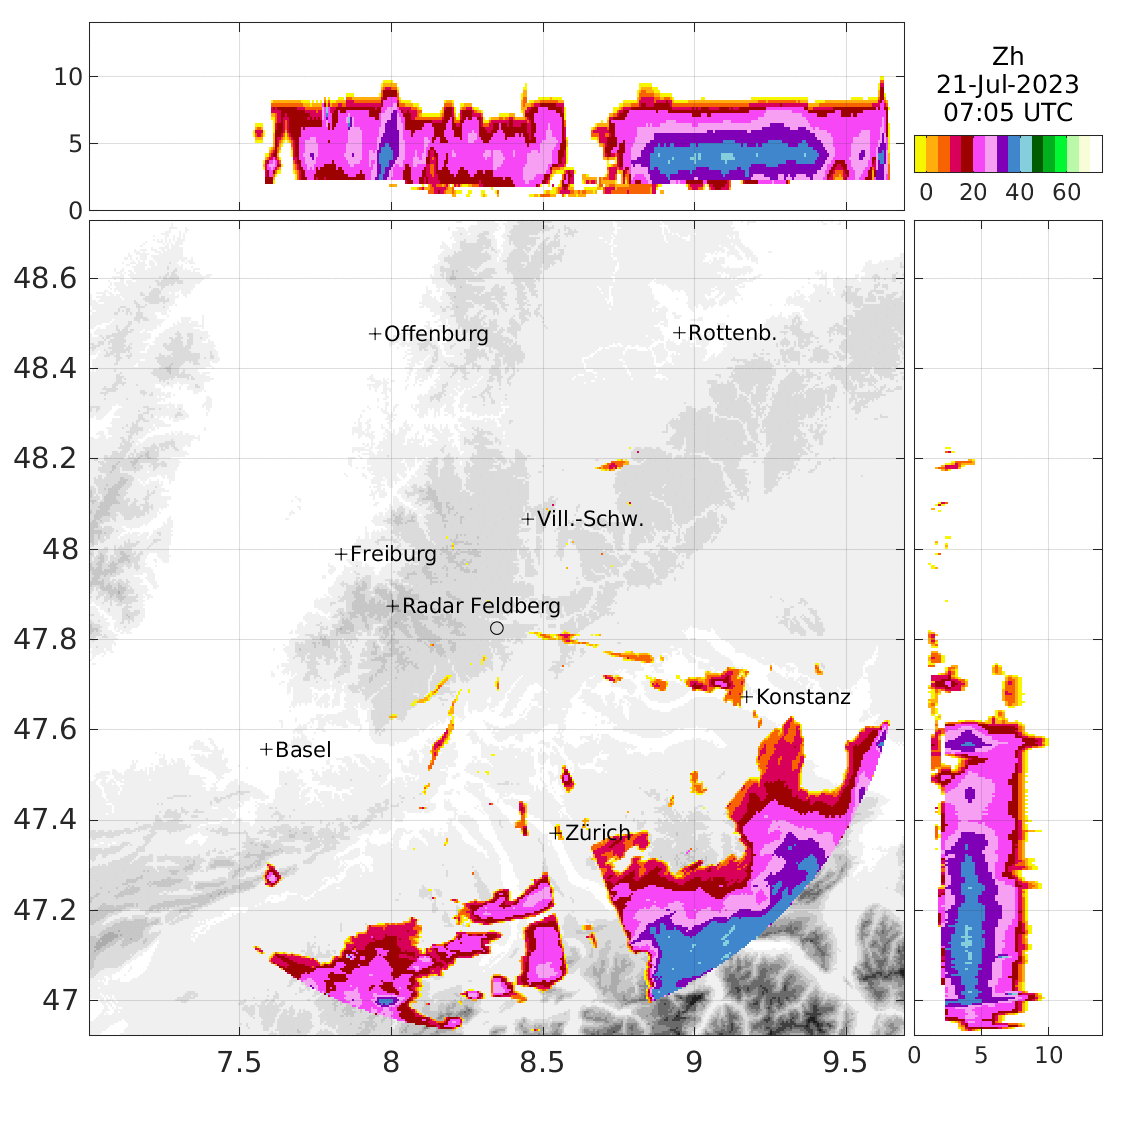 10
5
0
Zh
21-Jul-2023
07:05 UTC
0 20 40 60
48.6
48.4
48.2
48
47.8
47.6
47.4
47.2
47
+Offenburg
+Rottenb.
+Vill.-Schw.
+Freiburg
+Radar Feldberg
+Konstanz
+Basel
+Zürich
7.5 8 8.5 9 9.5
0 5 10